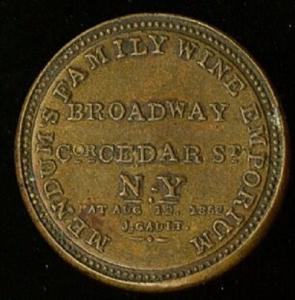 MENDUM'S FAMILY WINE EMPORIUM
BROADWAY
COR CEDAR ST.
N.Y
PAT AUG 12. 1862.
J.GAULT.